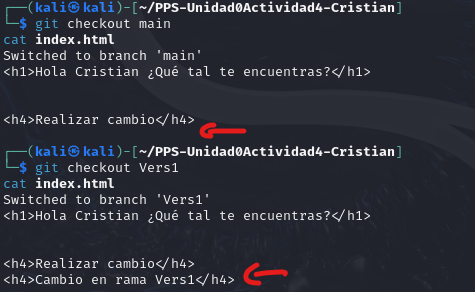 ┌──(kali㉿kali)-[~/PPS-Unidad0Actividad4-Cristian]
└─$ git checkout main
cat index.html
Switched to branch 'main'
<h1>Hola Cristian ¿Qué tal te encuentras?</h1>
<h4>Realizar cambio</h4>
┌──(kali㉿kali)-[~/PPS-Unidad0Actividad4-Cristian]
└─$ git checkout Vers1
cat index.html
Switched to branch 'Vers1'
<h1>Hola Cristian ¿Qué tal te encuentras?</h1>
<h4>Realizar cambio</h4>
<h4>Cambio en rama Vers1</h4>